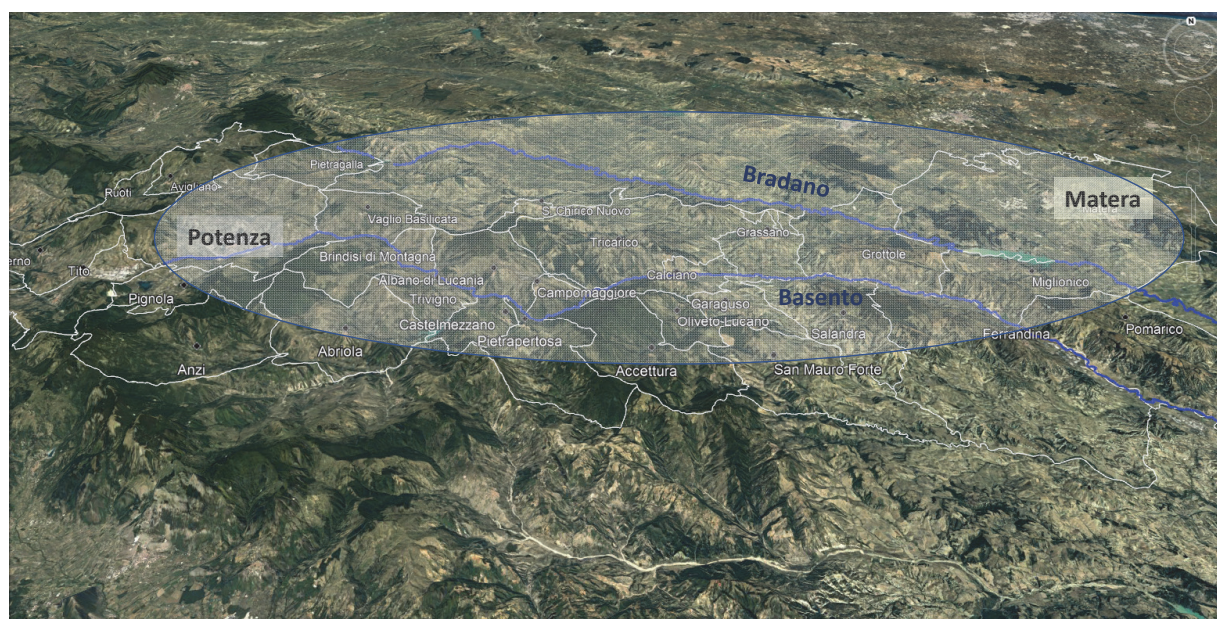 N
Bradano
Pietragalla
Ruoti
Avigliano
Matera
Vaglio Basilicata
S. Chirico Nuovo
Grassano
Potenza
Tricarico
Brindisi di Montagna
Grottole
Tito
Calciano
Albano di Lucania
Miglionico
Pignola
Trivigno
Campomaggiore
Garaguso
Basento
Castelmezzano
Oliveto Lucano
Salandra
Ferrandina
Pomarico
Pietrapertosa
Abriola
Anzi
Accettura
San Mauro Forte